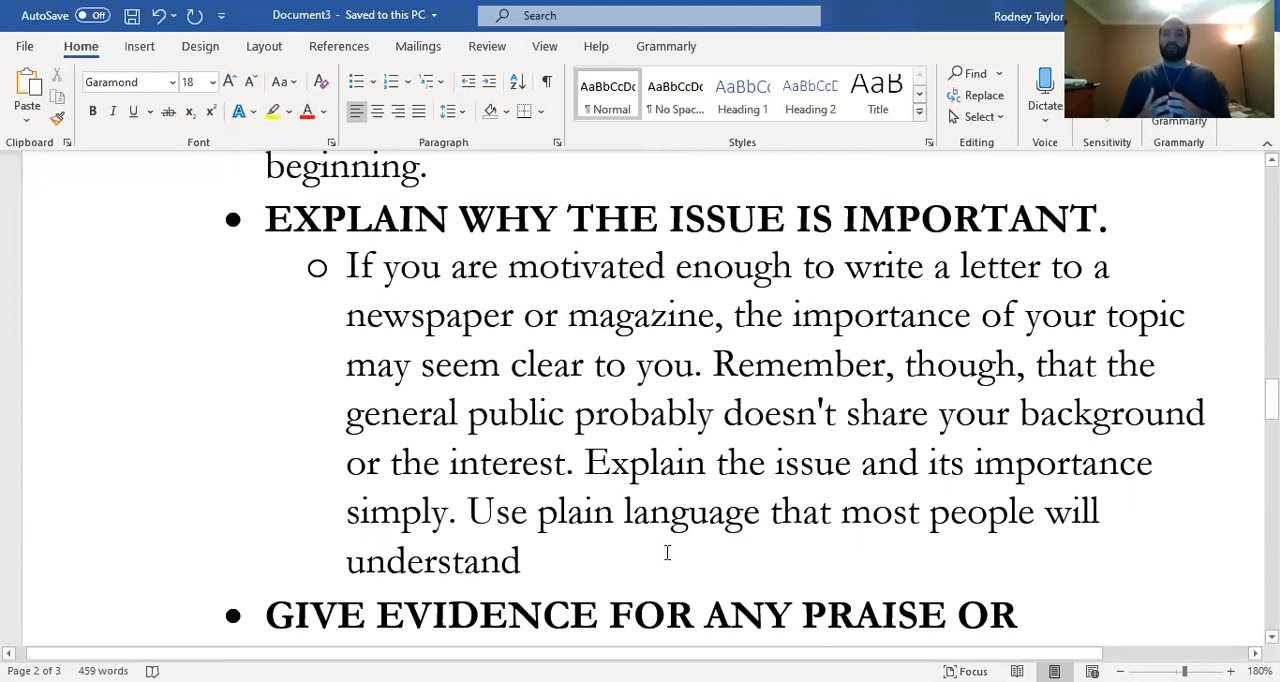 AutoSave Off Document3 - Saved to this PC Search Rodney Taylor
File Home Insert Design Layout References Mailings Review View Help Grammarly
Garamond 18 A A Aa A Find
Paste AaBbCcDc AaBbCcDc AaBbCc AaBbCcD AaB Replace Dictate
B I U ab x₂ x² A A ¶ Normal ¶ No Spac... Heading 1 Heading 2 Title Select Grammarly
Clipboard Font Paragraph Styles Editing Voice Sensitivity Grammarly
beginning.
• EXPLAIN WHY THE ISSUE IS IMPORTANT.
o If you are motivated enough to write a letter to a
newspaper or magazine, the importance of your topic
may seem clear to you. Remember, though, that the
general public probably doesn't share your background
or the interest. Explain the issue and its importance
simply. Use plain language that most people will
understand
• GIVE EVIDENCE FOR ANY PRAISE OR
Page 2 of 3 459 words Focus 180%